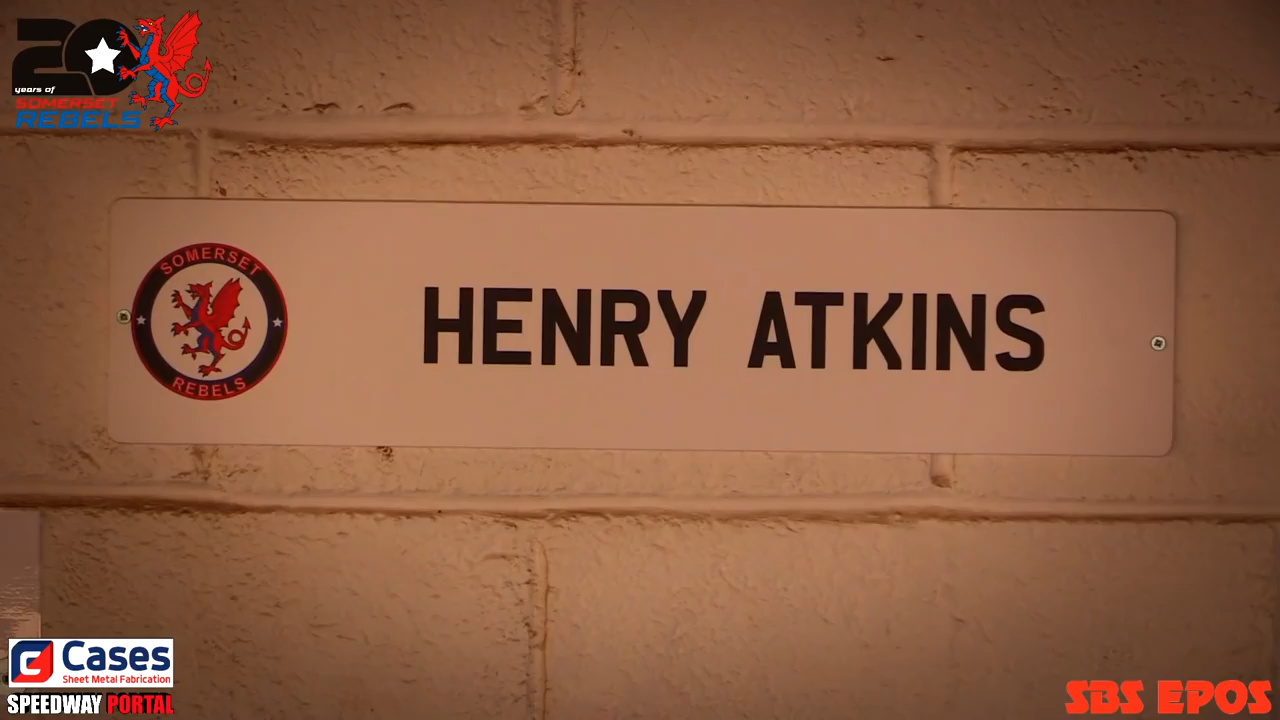 20
years of
SOMERSET
REBELS
SOMERSET
REBELS
HENRY ATKINS
Cases
Sheet Metal Fabrication
SPEEDWAY PORTAL
SBS EPOS